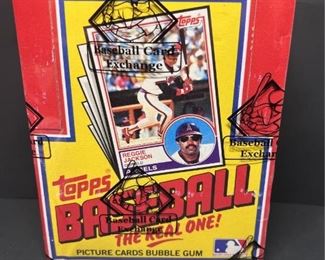 TOPPS
Baseball Card
Exchange
REGGIE JACKSON
ANGELS
Baseball
Exchan
rd
topps
BASEBALL
Baseball Card
Exchange
THE REAL ONE!
PICTURE CARDS BUBBLE GUM